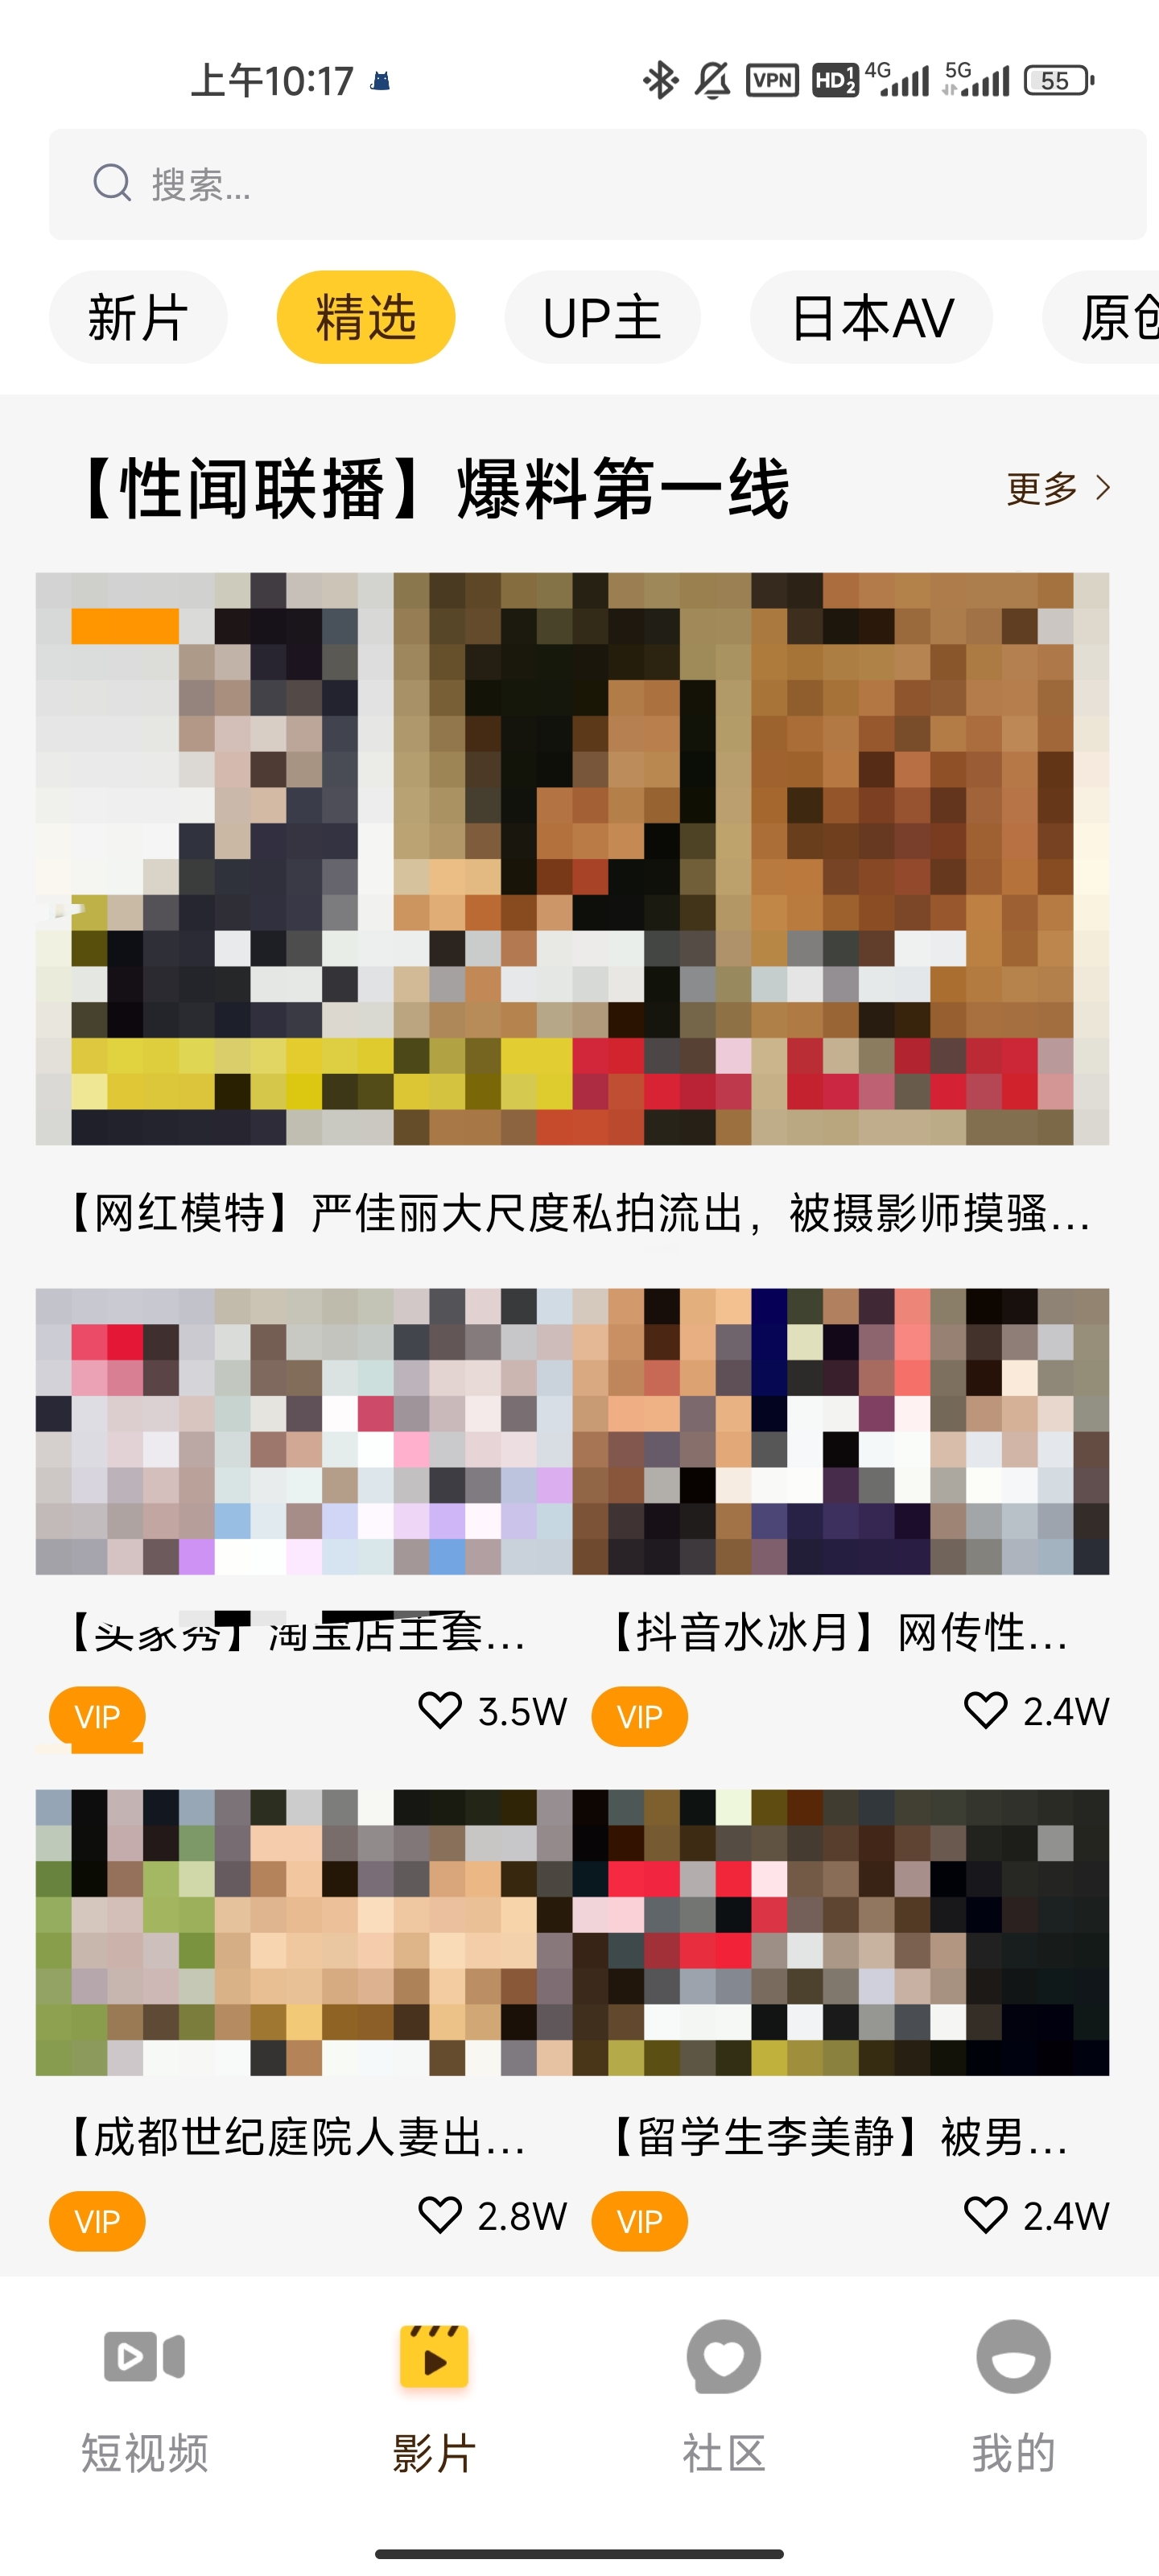 上午10:17
VPN
HD 1 2
4G
5G
55
搜索...
新片
精选
UP主
日本AV
原创
【性闻联播】爆料第一线
更多
【网红模特】严佳丽大尺度私拍流出，被摄影师摸骚...
【买家秀】淘宝店主套...
【抖音水冰月】网传性...
VIP
3.5W
VIP
2.4W
【成都世纪庭院人妻出...
【留学生李美静】被男...
VIP
2.8W
VIP
2.4W
短视频
影片
社区
我的